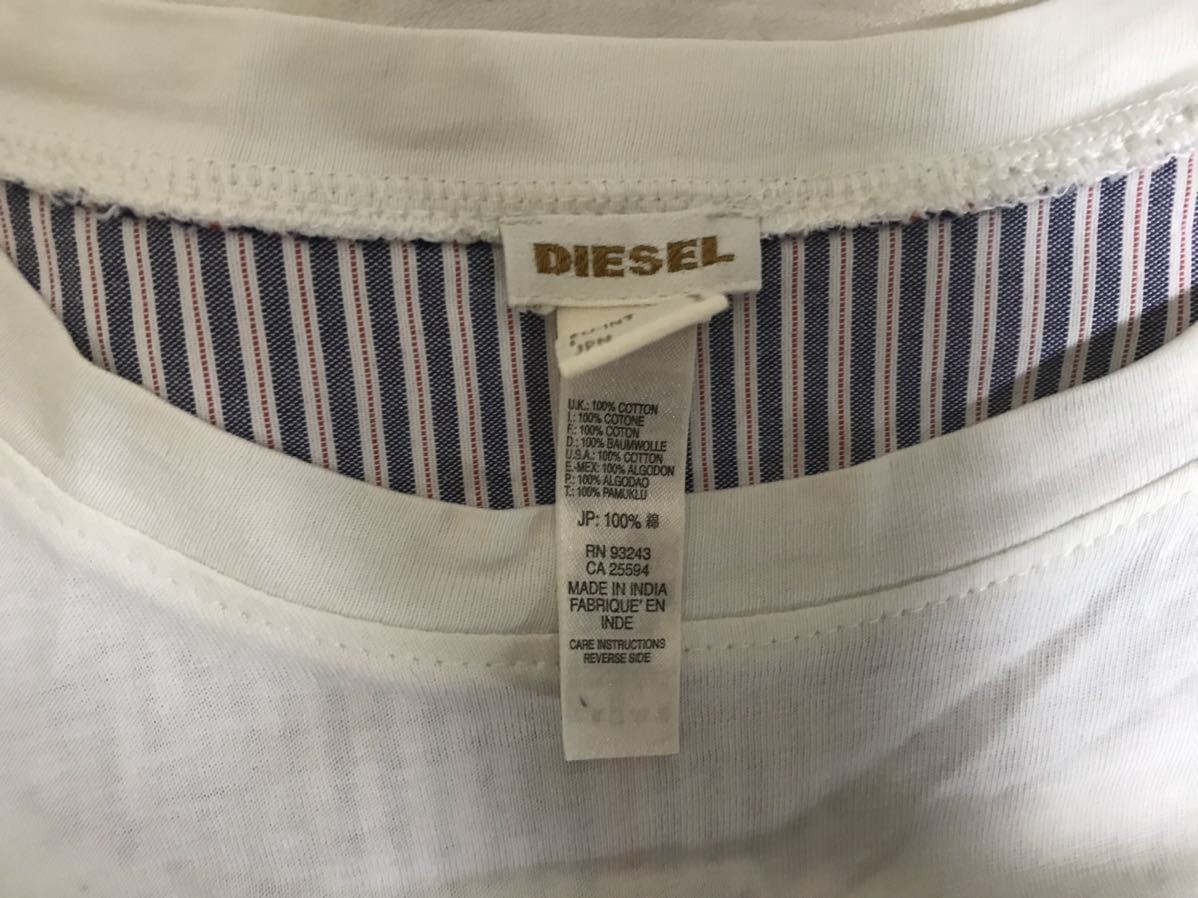 DIESEL
JPN
U.K.: 100% COTTON
I.: 100% COTONE
F.: 100% COTON
D.: 100% BAUMWOLLE
U.S.A.: 100% COTTON
E.-MEX: 100% ALGODON
P.: 100% ALGODAO
T.: 100% PAMUKLU
JP: 100% 綿
RN 93243
CA 25594
MADE IN INDIA
FABRIQUE' EN
INDE
CARE INSTRUCTIONS
REVERSE SIDE